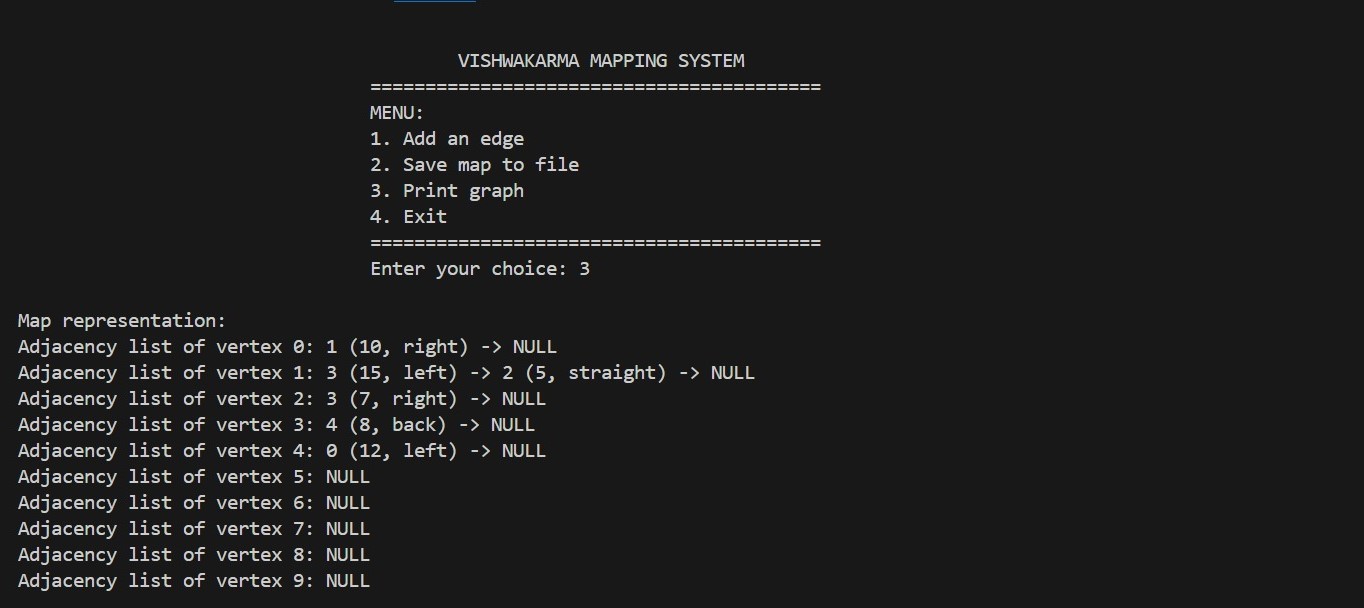 VISHWAKARMA MAPPING SYSTEM
=========================================
MENU:
1. Add an edge
2. Save map to file
3. Print graph
4. Exit
=========================================
Enter your choice: 3
Map representation:
Adjacency list of vertex 0: 1 (10, right) -> NULL
Adjacency list of vertex 1: 3 (15, left) -> 2 (5, straight) -> NULL
Adjacency list of vertex 2: 3 (7, right) -> NULL
Adjacency list of vertex 3: 4 (8, back) -> NULL
Adjacency list of vertex 4: 0 (12, left) -> NULL
Adjacency list of vertex 5: NULL
Adjacency list of vertex 6: NULL
Adjacency list of vertex 7: NULL
Adjacency list of vertex 8: NULL
Adjacency list of vertex 9: NULL